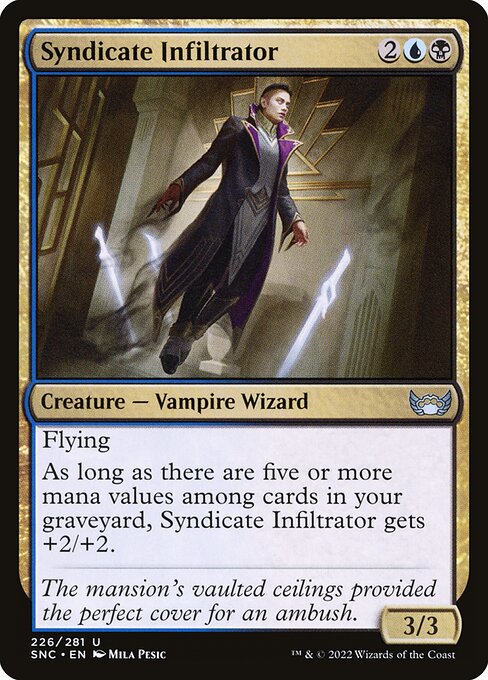 Syndicate Infiltrator 2
Creature — Vampire Wizard
Flying
As long as there are five or more
mana values among cards in your
graveyard, Syndicate Infiltrator gets
+2/+2.
The mansion's vaulted ceilings provided
the perfect cover for an ambush.
3/3
226/281 U
SNC • EN Mila Pesic
™ & © 2022 Wizards of the Coast